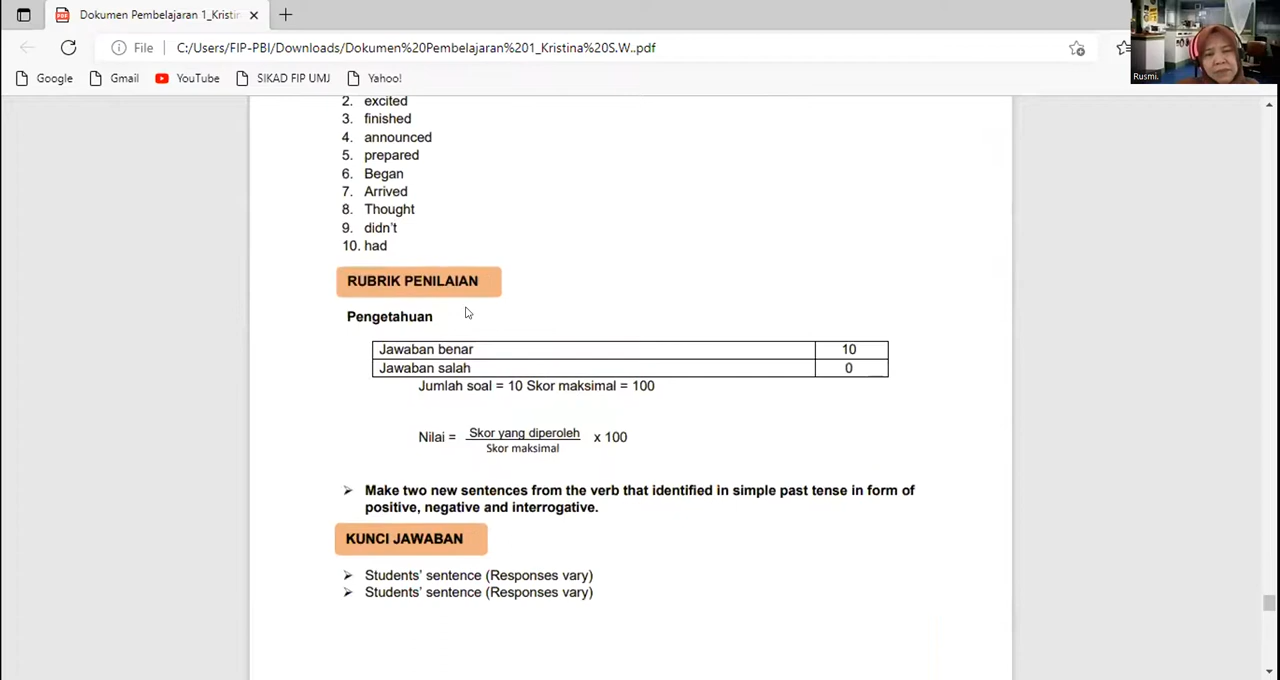 Dokumen Pembelajaran 1_Kristin
File
C:/Users/FIP-PBI/Downloads/Dokumen%20Pembelajaran%201_Kristina%20S.W..pdf
Google
Gmail
YouTube
SIKAD FIP UMJ
Yahoo!
Rusmi.
2. excited
3. finished
4. announced
5. prepared
6. Began
7. Arrived
8. Thought
9. didn't
10. had
RUBRIK PENILAIAN
Pengetahuan
Jawaban benar 10
Jawaban salah 0
Jumlah soal = 10 Skor maksimal = 100
Nilai = Skor yang diperoleh x 100
Skor maksimal
➢ Make two new sentences from the verb that identified in simple past tense in form of
positive, negative and interrogative.
KUNCI JAWABAN
➢ Students' sentence (Responses vary)
➢ Students' sentence (Responses vary)